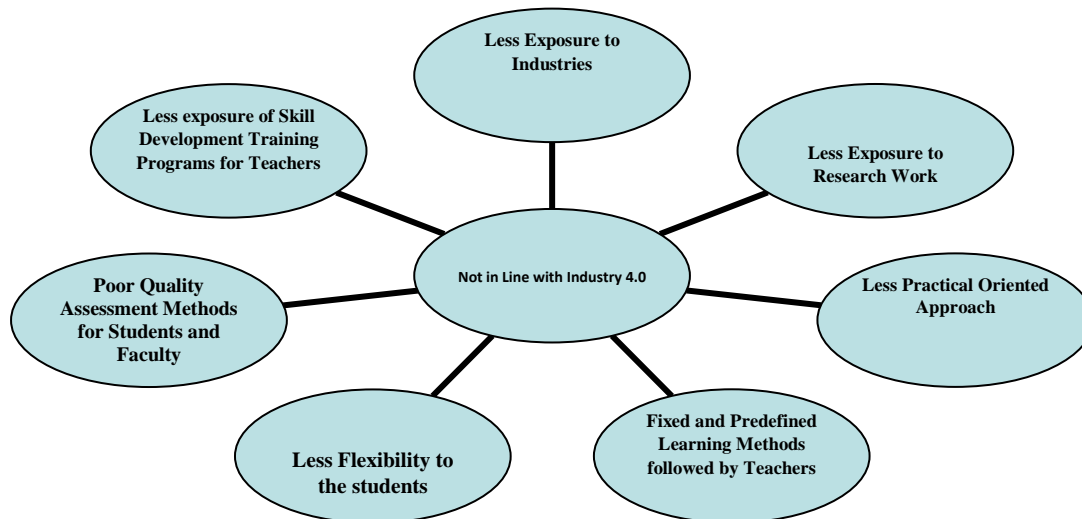 Less Exposure to
Industries
Less exposure of Skill
Development Training
Programs for Teachers
Less Exposure to
Research Work
Not in Line with Industry 4.0
Poor Quality
Assessment Methods
for Students and
Faculty
Less Practical Oriented
Approach
Less Flexibility to
the students
Fixed and Predefined
Learning Methods
followed by Teachers